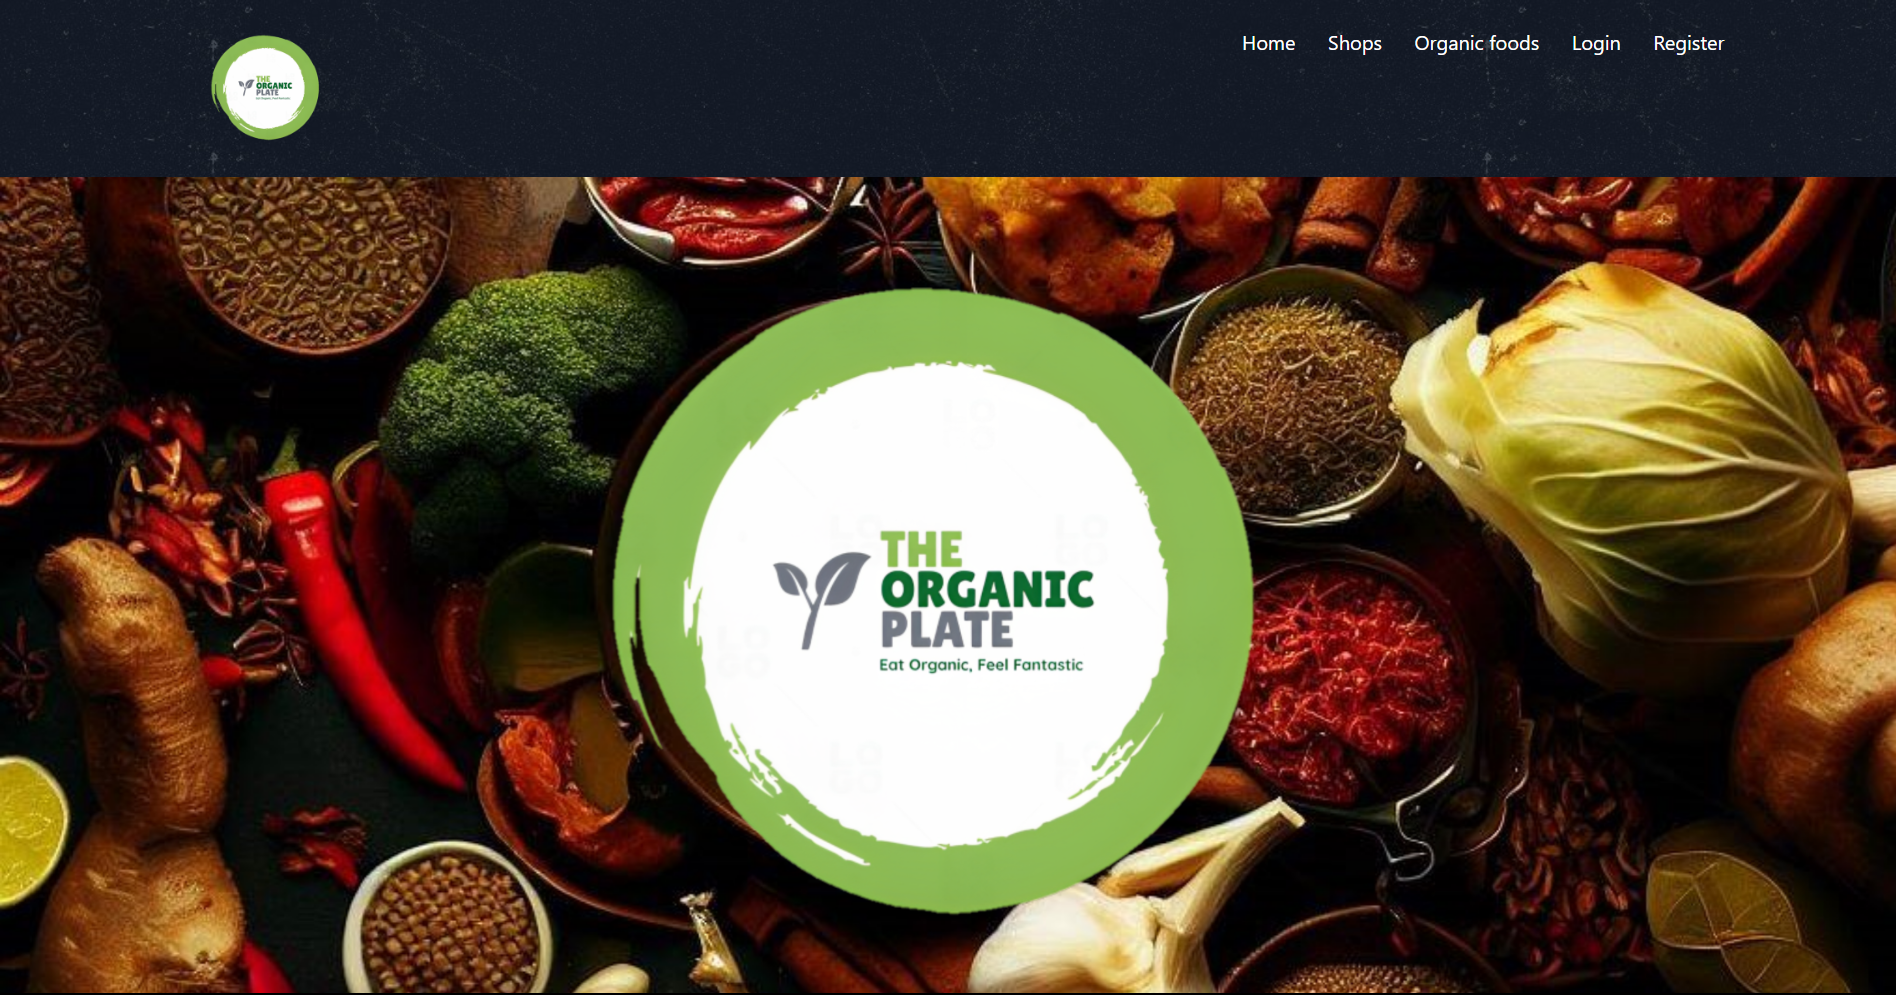 THE
ORGANIC
PLATE
Home Shops Organic foods Login Register
THE
ORGANIC
PLATE
Eat Organic, Feel Fantastic